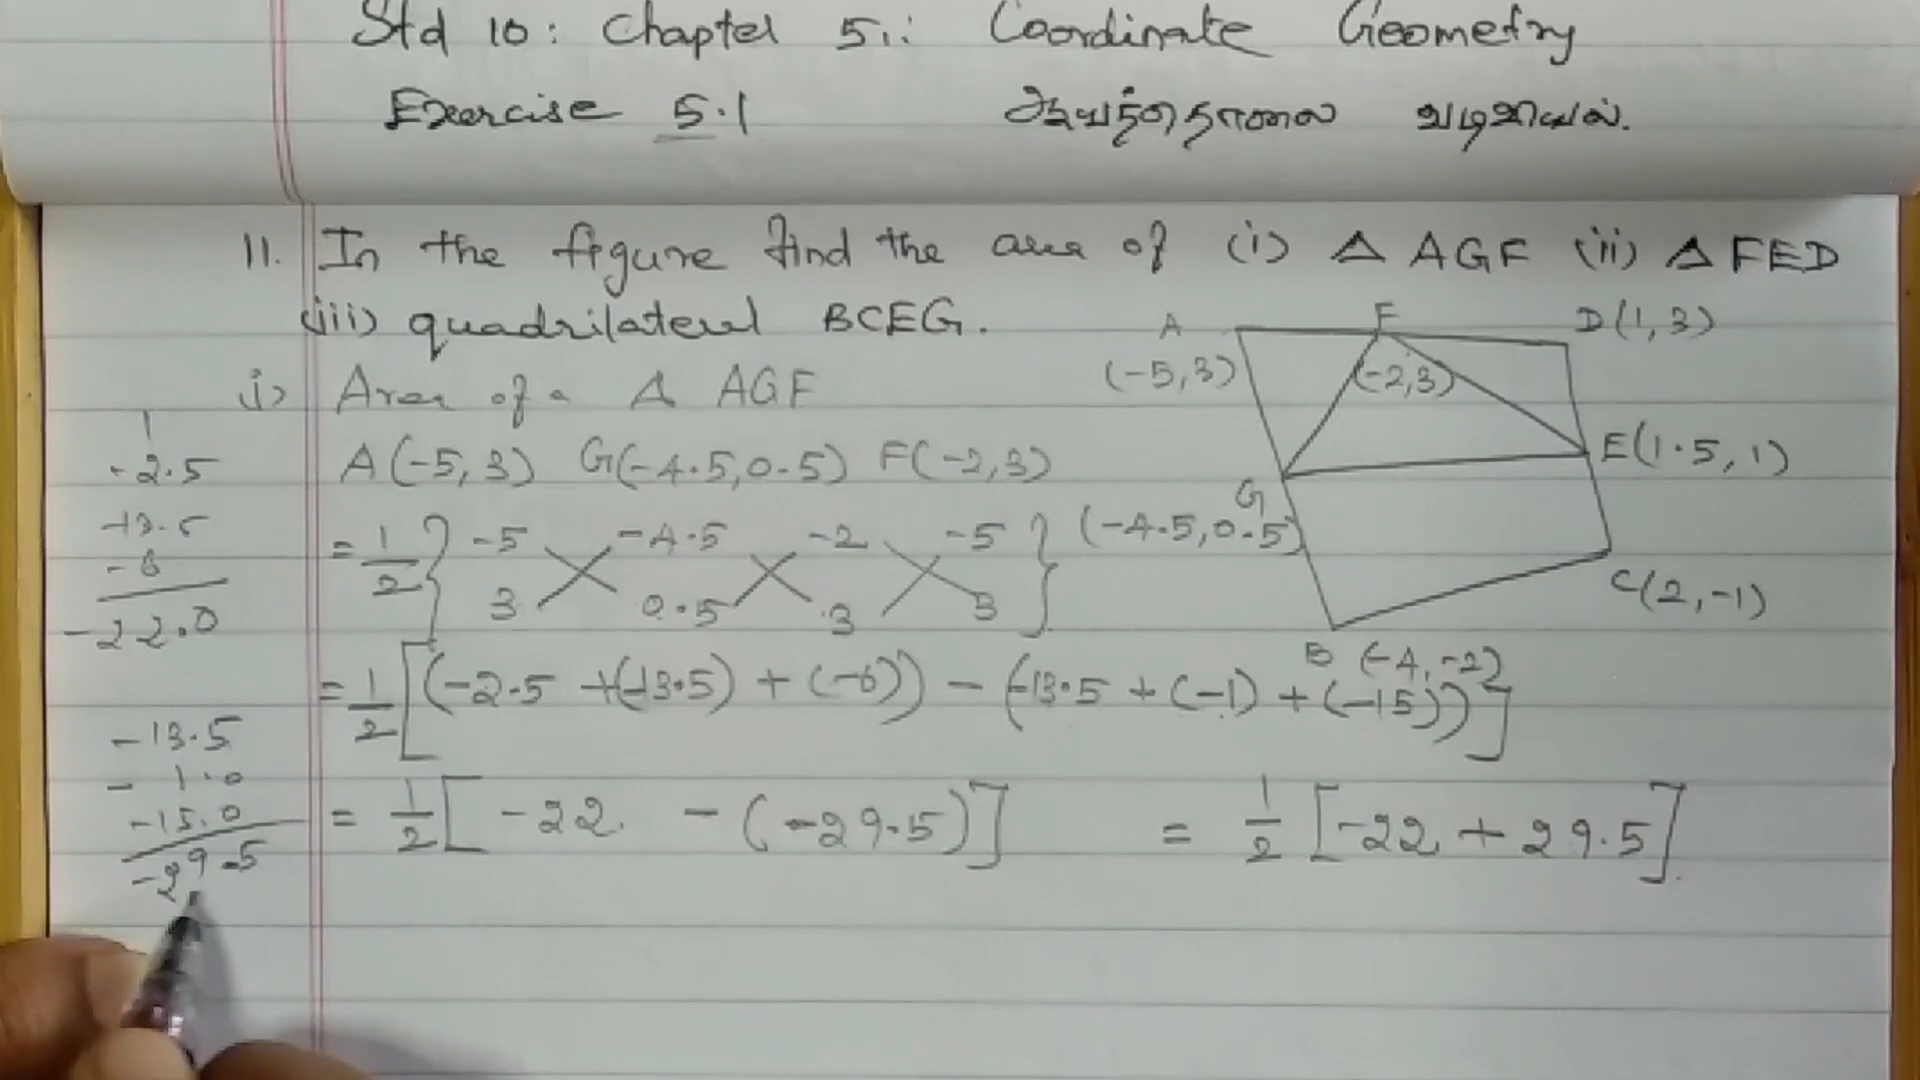 Std 10: Chapter 5.: Coordinate Geometry
Exercise 5.1 ஆயத்தொலை வடிவியல்.
11. In the figure find the area of (i) Δ AGF (ii) Δ FED
(iii) quadrilateral BCEG.
A F D(1, 3)
(-5,3) (-2,3)
i) Area of a Δ AGF
A(-5, 3) G(-4.5,0.5) F(-2,3)
E(1.5, 1)
G
(-4.5,0.5)
C(2,-1)
B (-4,-2)
1
-2.5
-13.5
-6
-22.0
= 1/2 { -5 -4.5 -2 -5 }
3 0.5 3 3
= 1/2 [(-2.5 +(-13.5) + (-6)) - (-13.5 + (-1) + (-15))]
-13.5
- 1.0
-15.0
-29.5
= 1/2 [ -22 - (-29.5)] = 1/2 [-22 + 29.5]